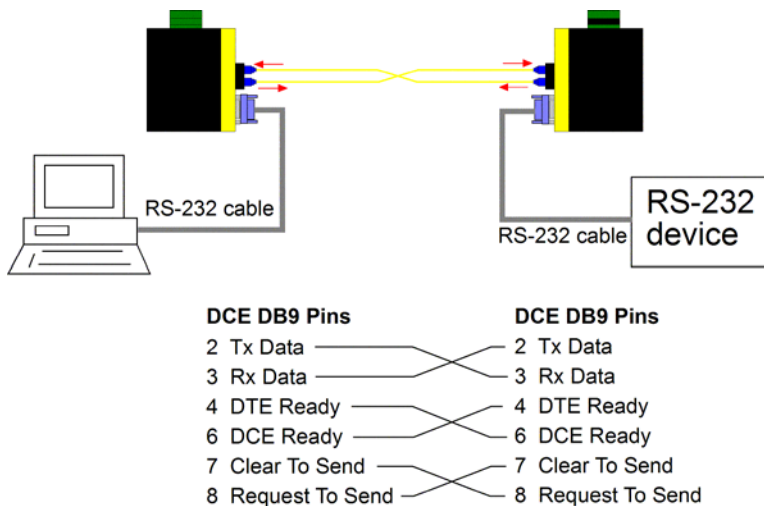 RS-232 cable
RS-232 cable
RS-232
device
DCE DB9 Pins
DCE DB9 Pins
2 Tx Data
2 Tx Data
3 Rx Data
3 Rx Data
4 DTE Ready
4 DTE Ready
6 DCE Ready
6 DCE Ready
7 Clear To Send
7 Clear To Send
8 Request To Send
8 Request To Send